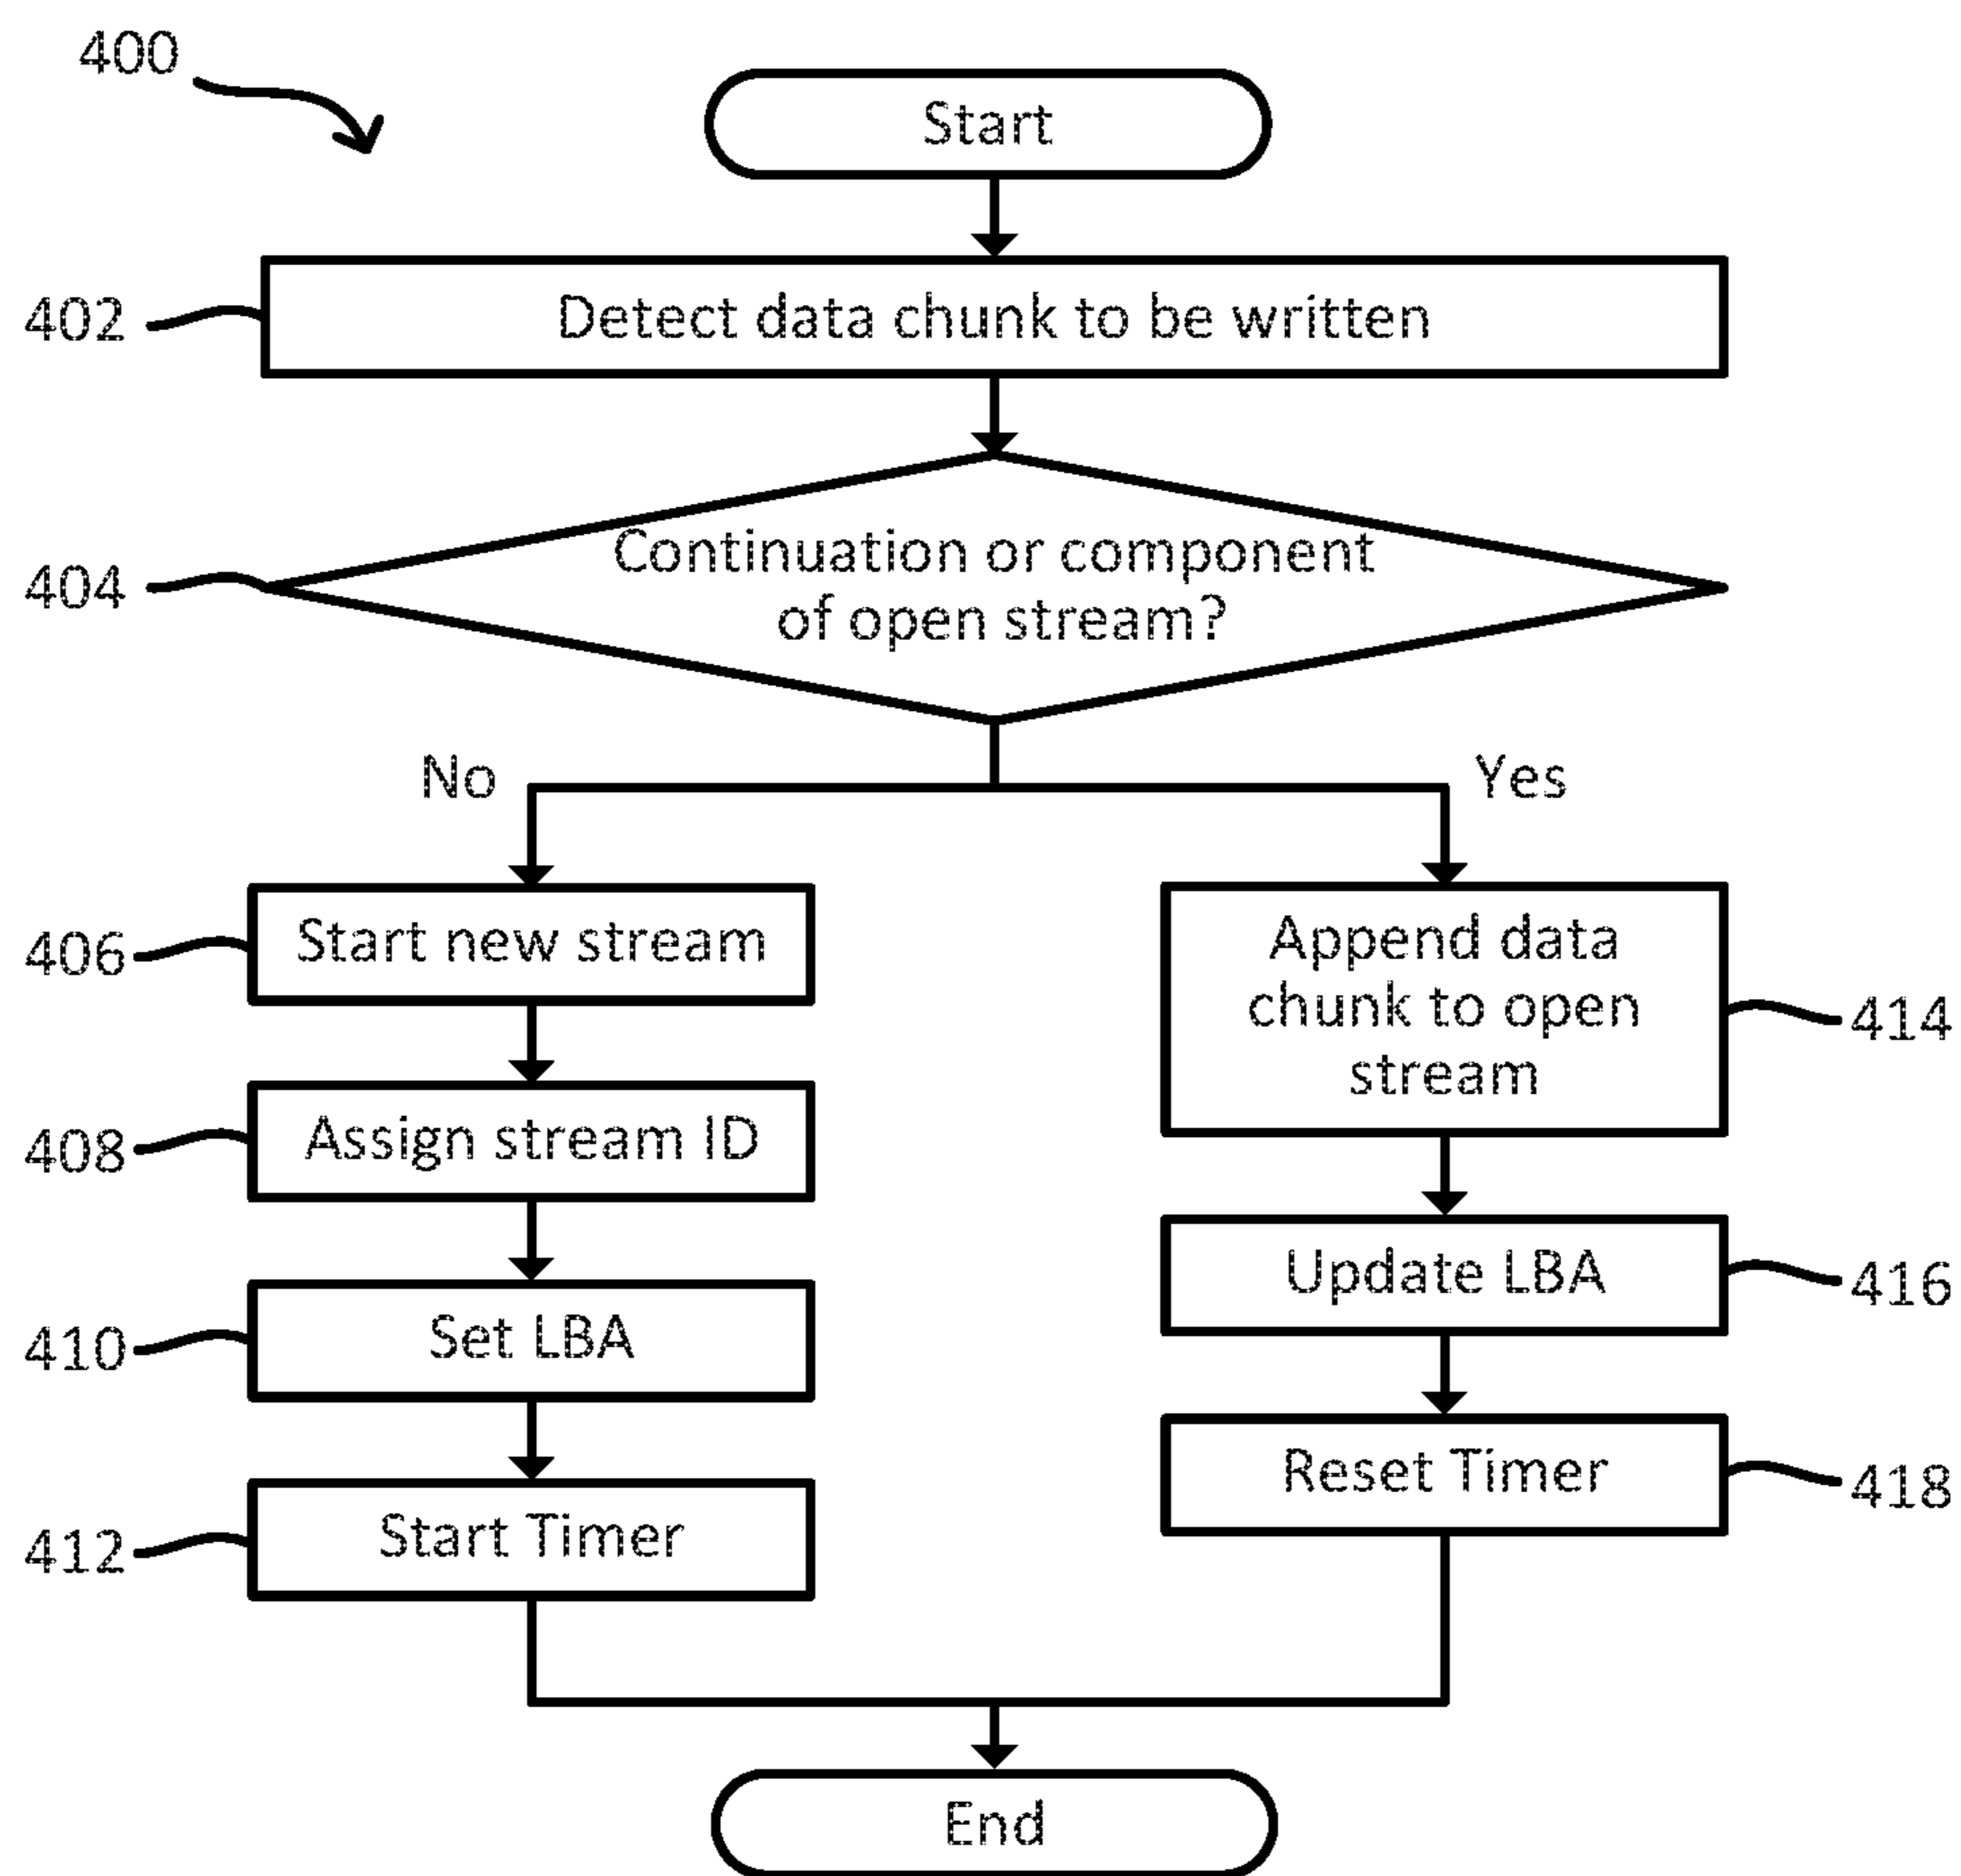 400
Start
402
Detect data chunk to be written
404
Continuation or component
of open stream?
No
Yes
406
Start new stream
408
Assign stream ID
410
Set LBA
412
Start Timer
Append data
chunk to open
stream
414
Update LBA
416
Reset Timer
418
End